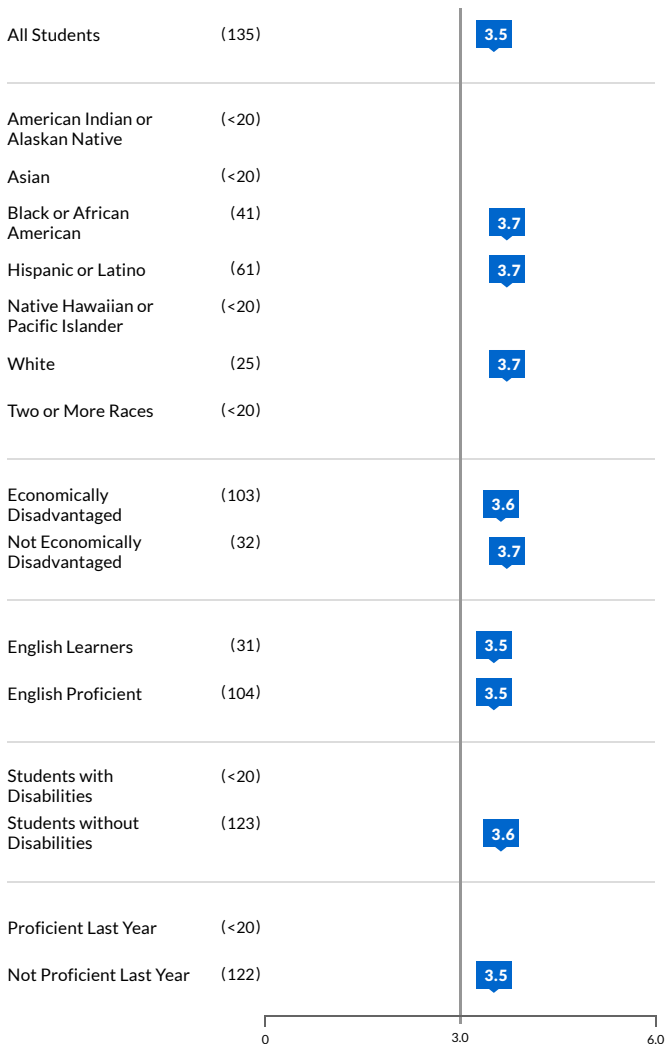 All Students (135) 3.5
American Indian or (<20)
Alaskan Native
Asian (<20)
Black or African (41) 3.7
American
Hispanic or Latino (61) 3.7
Native Hawaiian or (<20)
Pacific Islander
White (25) 3.7
Two or More Races (<20)
Economically (103) 3.6
Disadvantaged
Not Economically (32) 3.7
Disadvantaged
English Learners (31) 3.5
English Proficient (104) 3.5
Students with (<20)
Disabilities
Students without (123) 3.6
Disabilities
Proficient Last Year (<20)
Not Proficient Last Year (122) 3.5
0 3.0 6.0